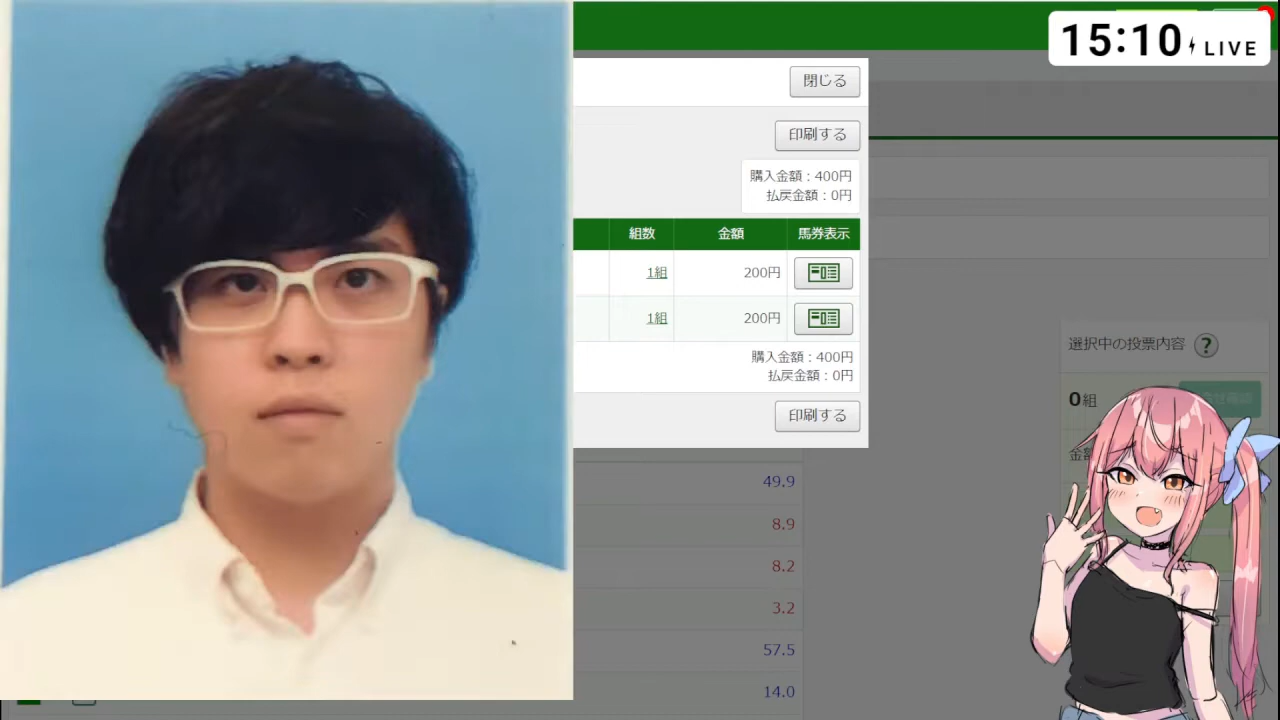 15:10 LIVE
閉じる
印刷する
購入金額：400円
払戻金額：0円
組数 金額 馬券表示
1組 200円
1組 200円
購入金額：400円
払戻金額：0円
印刷する
選択中の投票内容 ?
0組
49.9
8.9
8.2
3.2
57.5
14.0